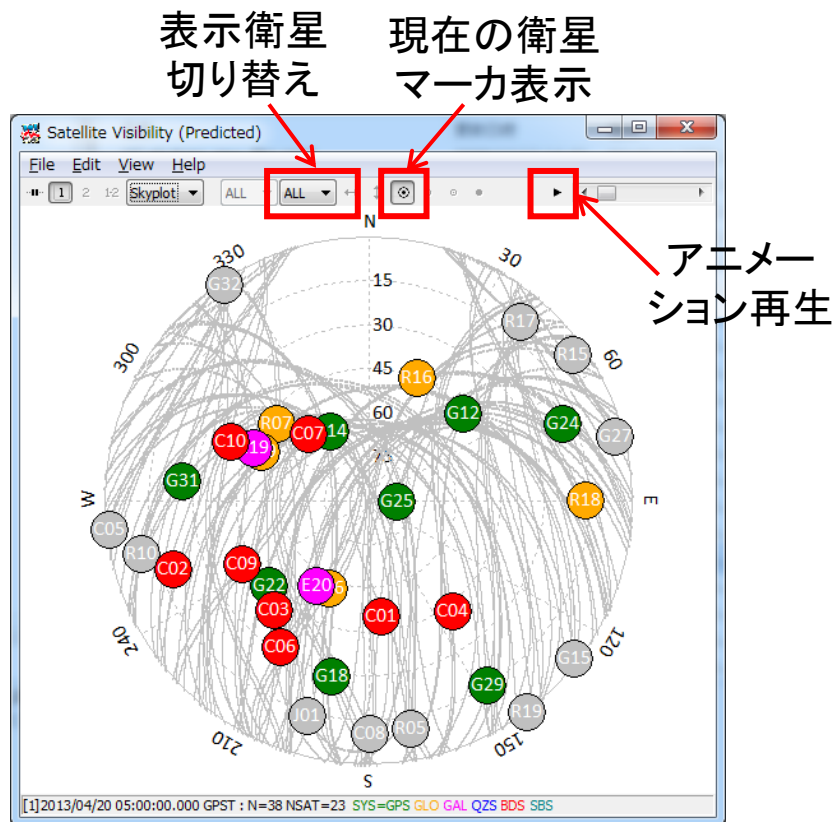 表示衛星
切り替え
現在の衛星
マーカ表示
Satellite Visibility (Predicted)
File Edit View Help
1 2 1-2 Skyplot ALL ALL
アニメー
ション再生
N
330
30
G32
15
R17
30
R15
60
300
45
R16
60
G12
G24
G27
R07
C07
14
C10
19
75
G31
G25
R18
W
E
C05
R10
C02
C09
G22
E20
6
C03
C01
C04
C06
240
120
G15
G18
G29
J01
R19
C08
R05
210
150
S
[1]2013/04/20 05:00:00.000 GPST : N=38 NSAT=23 SYS=GPS GLO GAL QZS BDS SBS